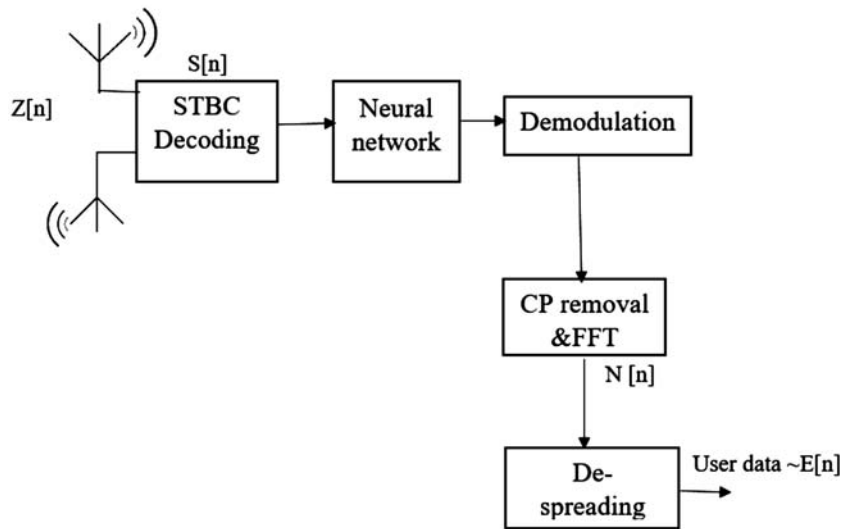 Z[n]
S[n]
STBC
Decoding
Neural
network
Demodulation
CP removal
&FFT
N [n]
De-
spreading
User data ~E[n]